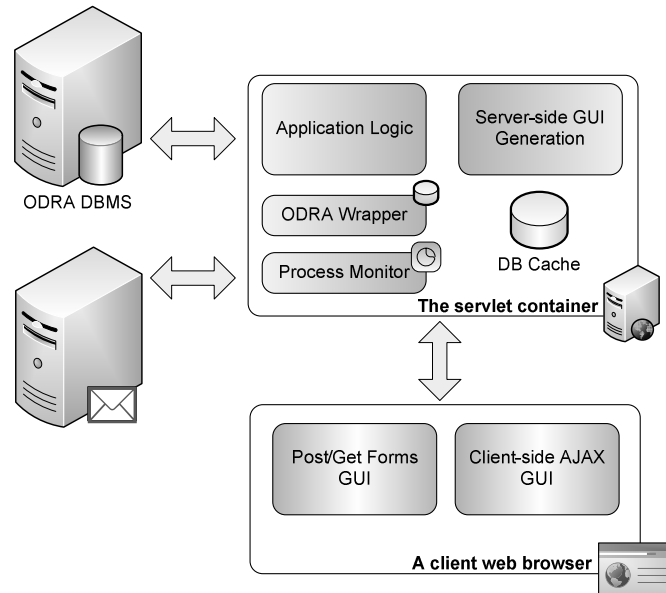 ODRA DBMS
Application Logic
Server-side GUI
Generation
ODRA Wrapper
Process Monitor
DB Cache
The servlet container
Post/Get Forms
GUI
Client-side AJAX
GUI
A client web browser